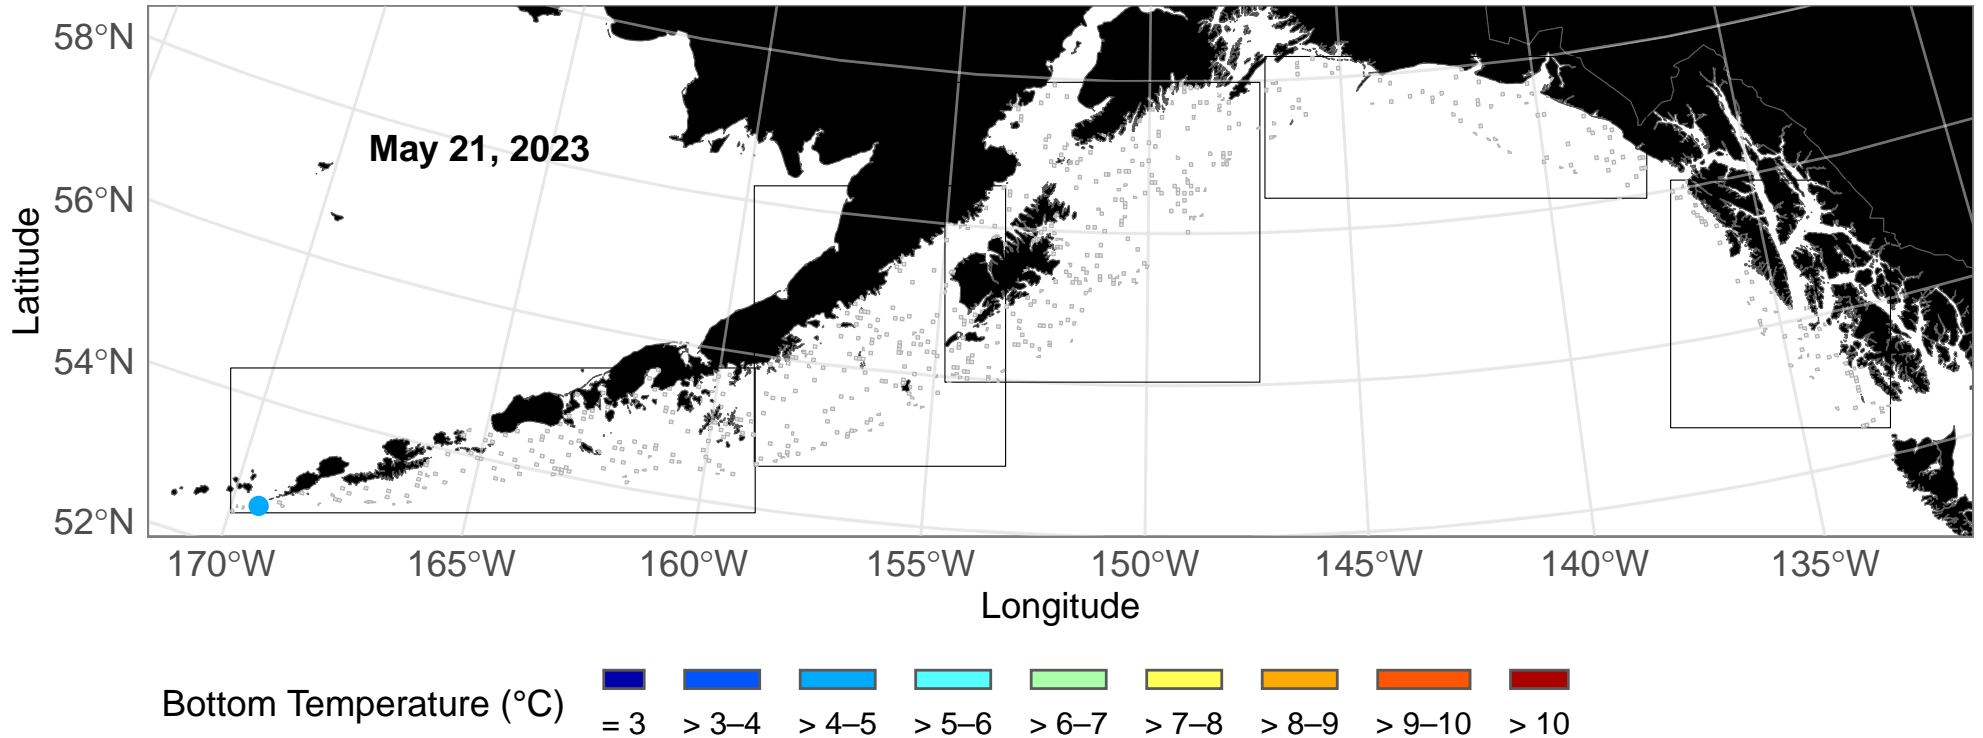 58°N
May 21, 2023
56°N
Latitude
54°N
52°N
170°W 165°W 160°W 155°W 150°W 145°W 140°W 135°W
Longitude
Bottom Temperature (°C)
= 3 > 3–4 > 4–5 > 5–6 > 6–7 > 7–8 > 8–9 > 9–10 > 10